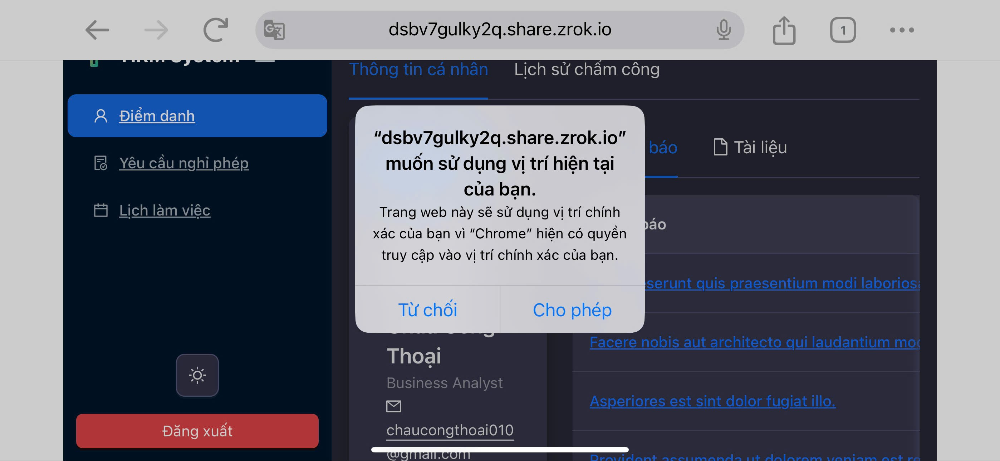 dsbv7gulky2q.share.zrok.io
1
HRM System
Thông tin cá nhân
Lịch sử chấm công
Điểm danh
Yêu cầu nghỉ phép
Lịch làm việc
Đăng xuất
“dsbv7gulky2q.share.zrok.io”
muốn sử dụng vị trí hiện tại
của bạn.
Trang web này sẽ sử dụng vị trí chính
xác của bạn vì “Chrome” hiện có quyền
truy cập vào vị trí chính xác của bạn.
Từ chối
Cho phép
báo
Tài liệu
báo
eserunt quis praesentium modi laboriosa
Facere nobis aut architecto qui laudantium
Asperiores est sint dolor fugiat illo.
Provident assumenda ut dolorem veniam est
Thoại
Business Analyst
chaucongthoai010
@gmail.com